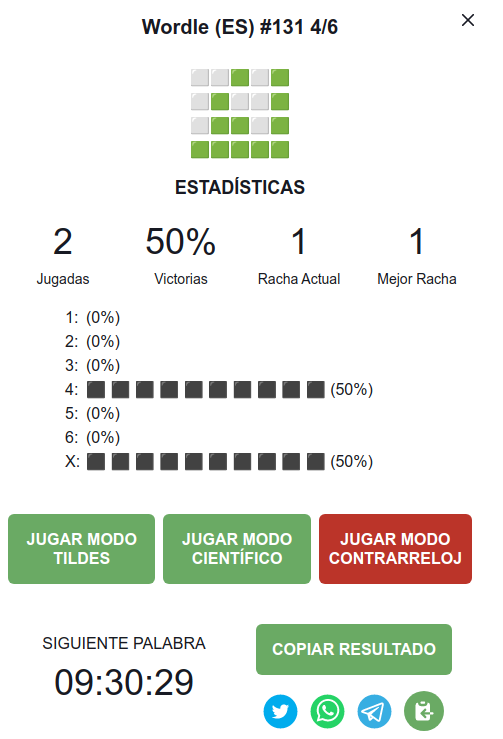 Wordle (ES) #131 4/6
ESTADÍSTICAS
2 50% 1 1
Jugadas Victorias Racha Actual Mejor Racha
1: (0%)
2: (0%)
3: (0%)
4: (50%)
5: (0%)
6: (0%)
X: (50%)
JUGAR MODO TILDES
JUGAR MODO CIENTÍFICO
JUGAR MODO CONTRARRELOJ
SIGUIENTE PALABRA
09:30:29
COPIAR RESULTADO